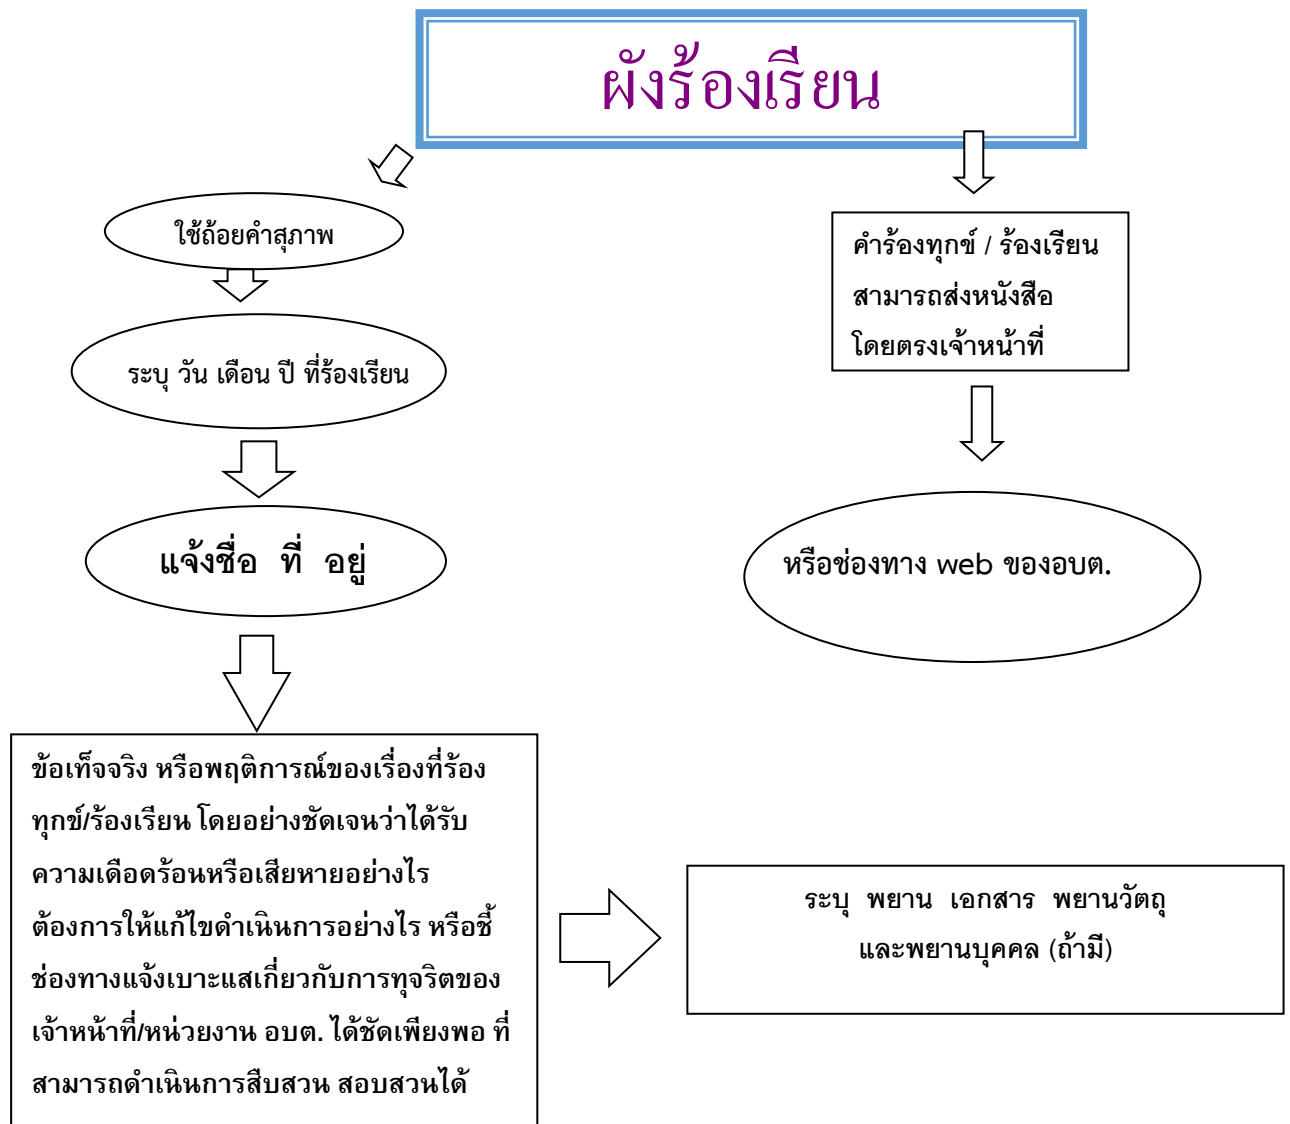 ผังร้องเรียน
ใช้ถ้อยคำสุภาพ
ระบุ วัน เดือน ปี ที่ร้องเรียน
แจ้งชื่อ ที่ อยู่
ข้อเท็จจริง หรือพฤติการณ์ของเรื่องที่ร้อง
ทุกข์/ร้องเรียน โดยอย่างชัดเจนว่าได้รับ
ความเดือดร้อนหรือเสียหายอย่างไร
ต้องการให้แก้ไขดำเนินการอย่างไร หรือชี้
ช่องทางแจ้งเบาะแสเกี่ยวกับการทุจริตของ
เจ้าหน้าที่/หน่วยงาน อบต. ได้ชัดเพียงพอ ที่
สามารถดำเนินการสืบสวน สอบสวนได้
ระบุ พยาน เอกสาร พยานวัตถุ
และพยานบุคคล (ถ้ามี)
คำร้องทุกข์ / ร้องเรียน
สามารถส่งหนังสือ
โดยตรงเจ้าหน้าที่
หรือช่องทาง web ของอบต.